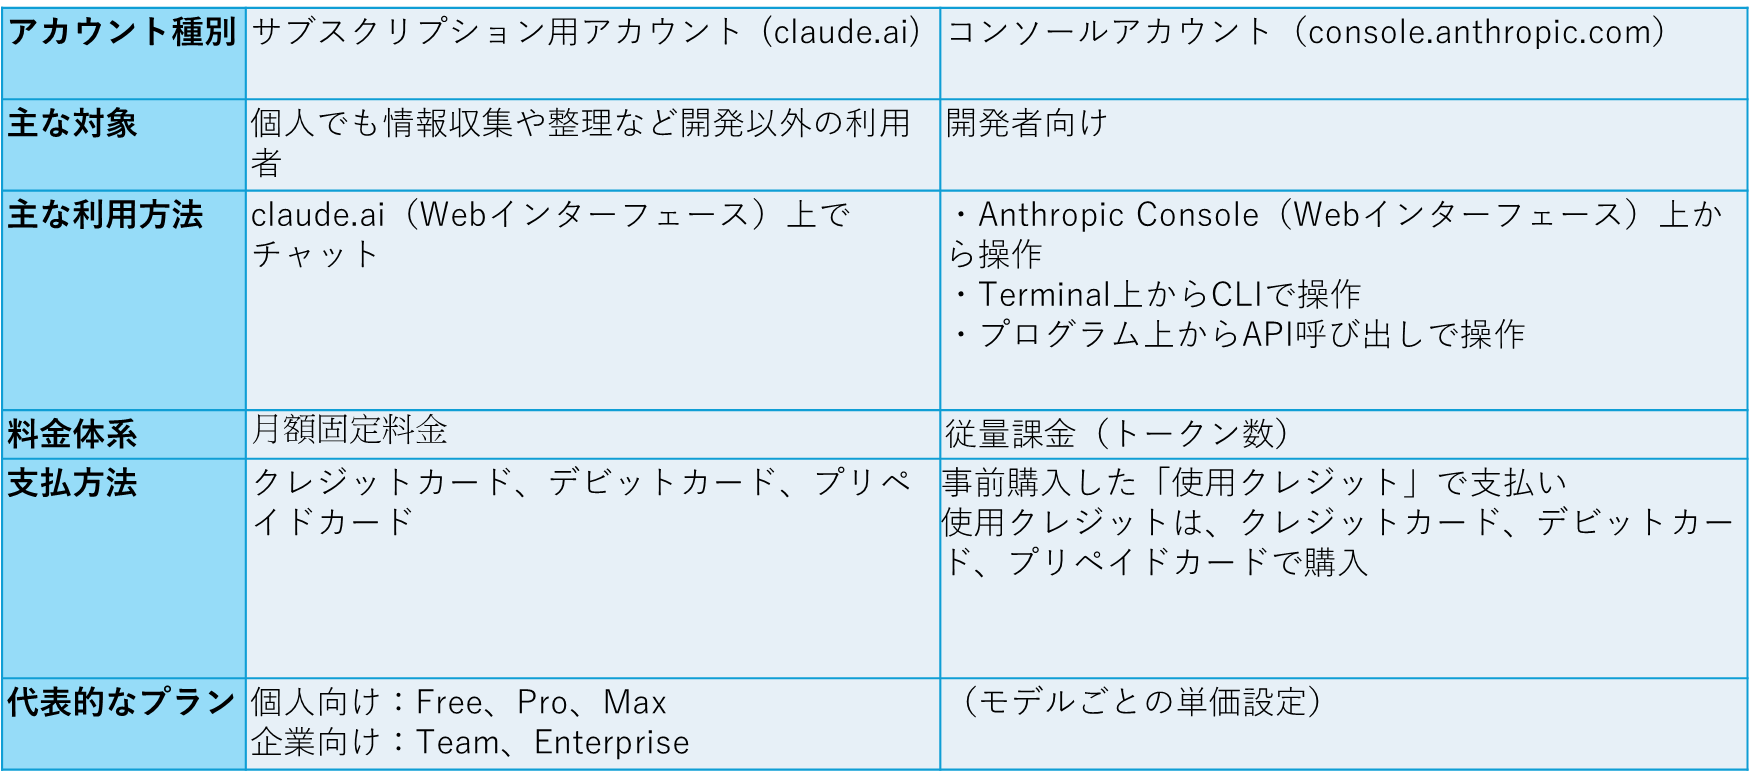 アカウント種別
サブスクリプション用アカウント（claude.ai）
コンソールアカウント（console.anthropic.com）
主な対象
個人でも情報収集や整理など開発以外の利用
者
開発者向け
主な利用方法
claude.ai（Webインターフェース）上で
チャット
・Anthropic Console（Webインターフェース）上か
ら操作
・Terminal上からCLIで操作
・プログラム上からAPI呼び出しで操作
料金体系
月額固定料金
従量課金（トークン数）
支払方法
クレジットカード、デビットカード、プリペ
イドカード
事前購入した「使用クレジット」で支払い
使用クレジットは、クレジットカード、デビットカー
ド、プリペイドカードで購入
代表的なプラン
個人向け：Free、Pro、Max
企業向け：Team、Enterprise
（モデルごとの単価設定）